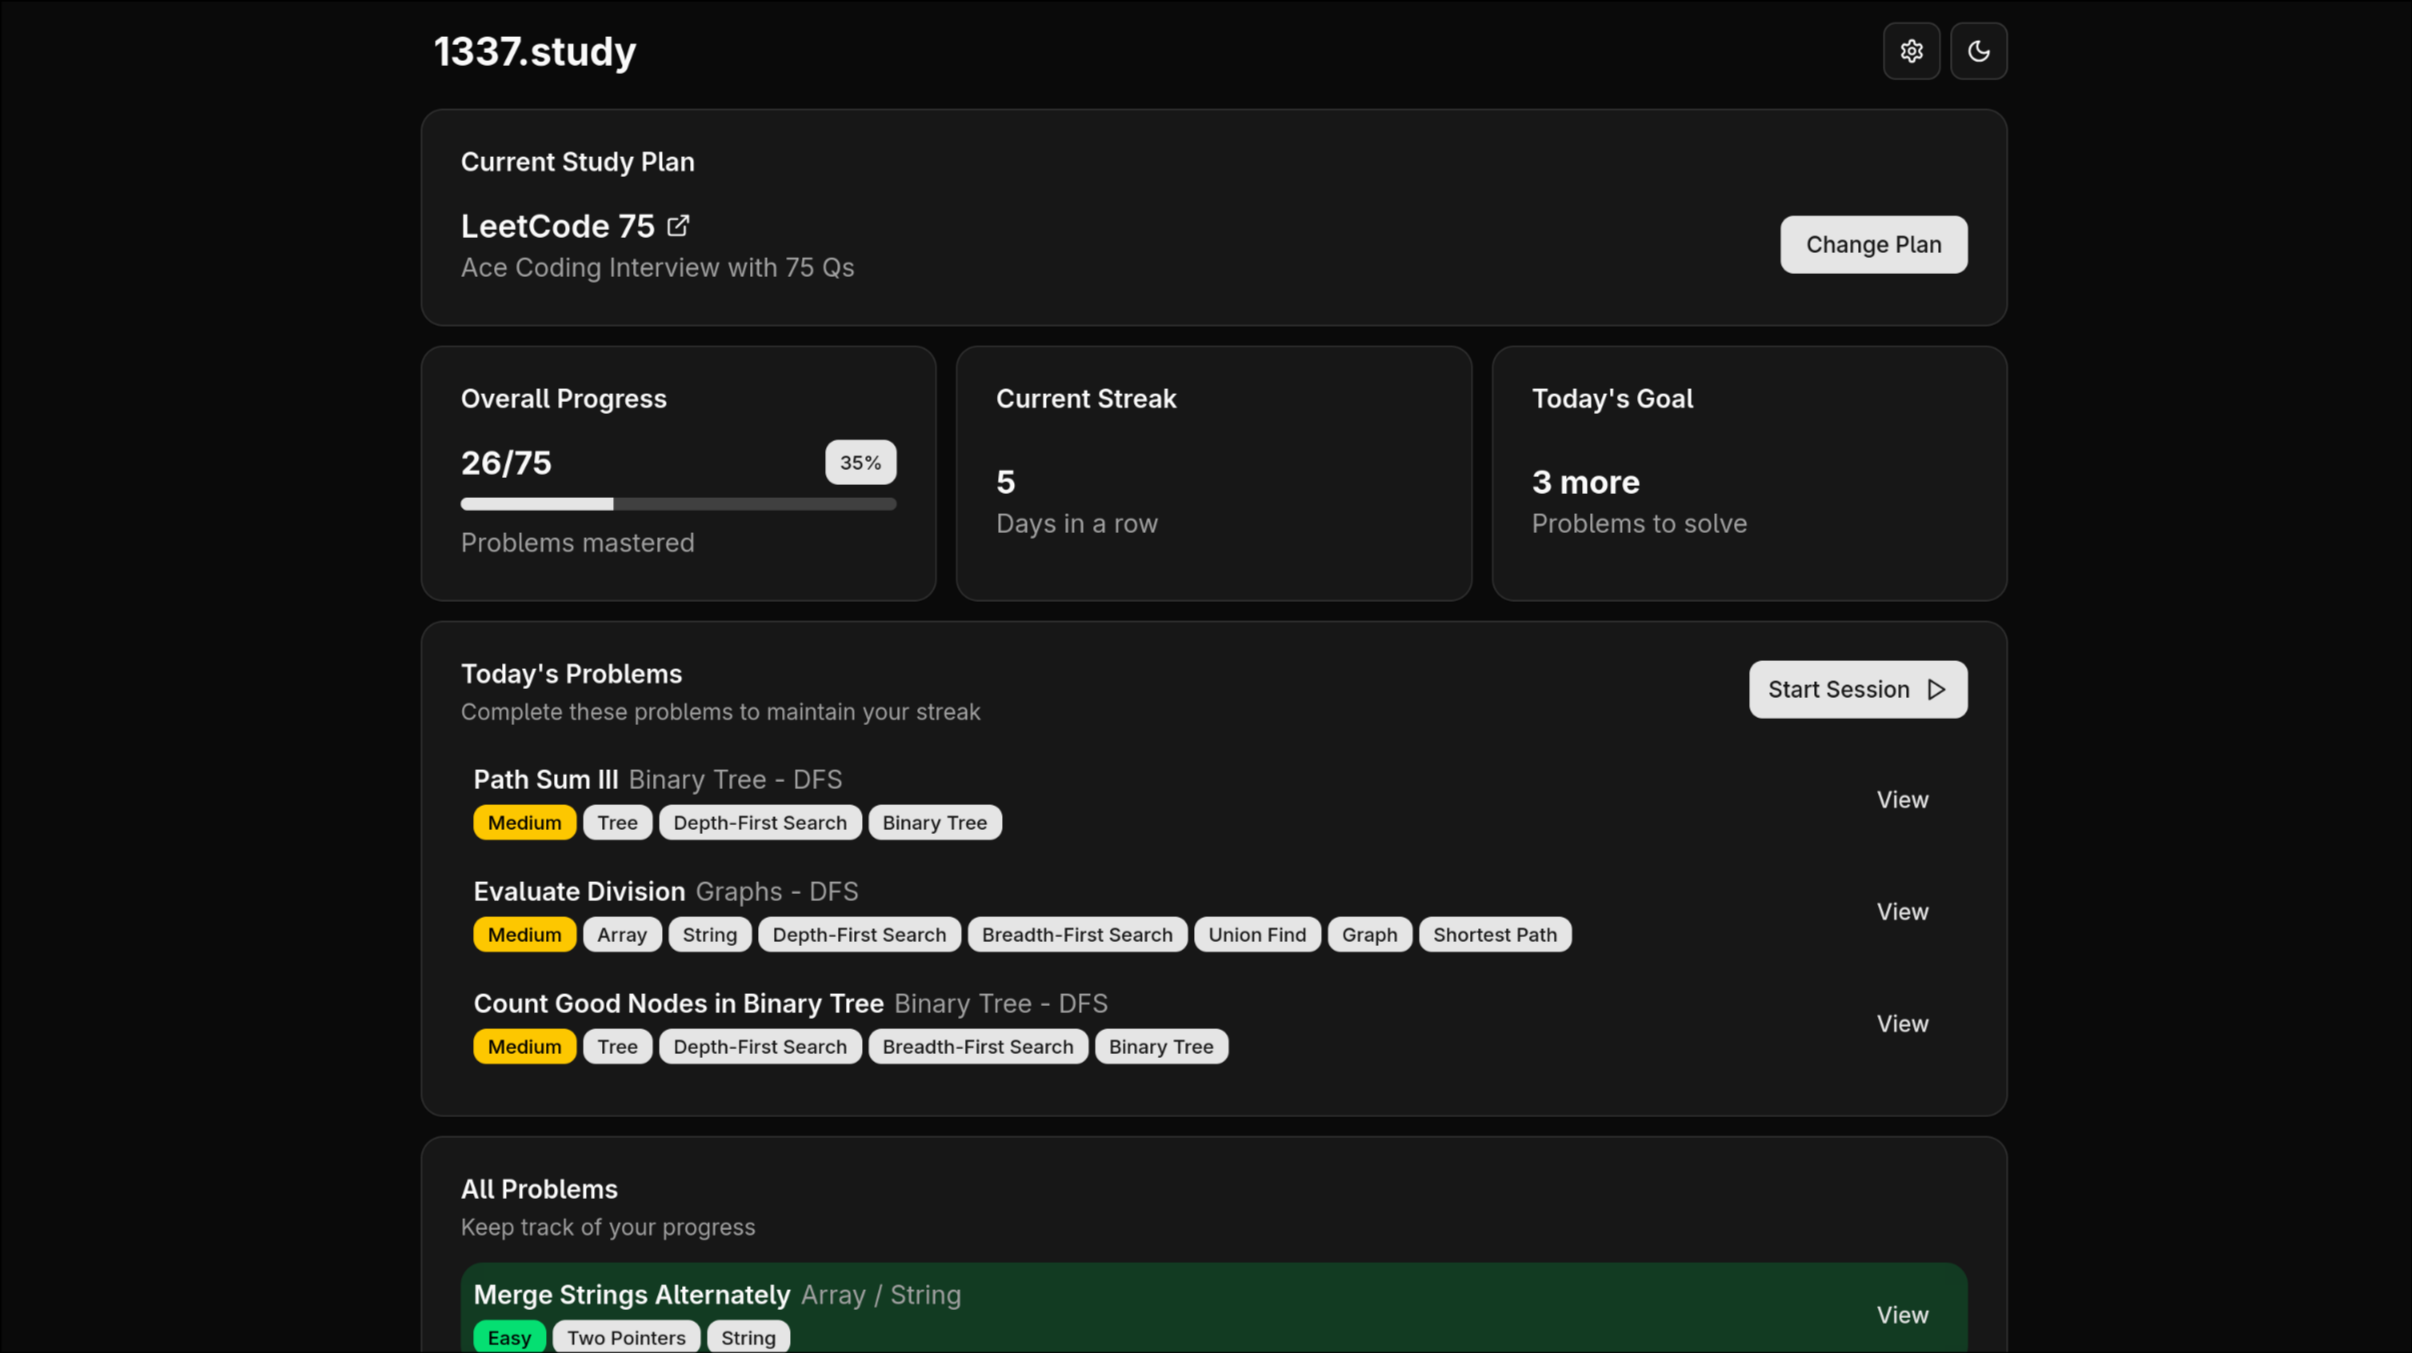 1337.study
Current Study Plan
LeetCode 75
Ace Coding Interview with 75 Qs
Change Plan
Overall Progress
26/75
35%
Problems mastered
Current Streak
5
Days in a row
Today's Goal
3 more
Problems to solve
Today's Problems
Complete these problems to maintain your streak
Start Session
Path Sum III Binary Tree - DFS
Medium Tree Depth-First Search Binary Tree
View
Evaluate Division Graphs - DFS
Medium Array String Depth-First Search Breadth-First Search Union Find Graph Shortest Path
View
Count Good Nodes in Binary Tree Binary Tree - DFS
Medium Tree Depth-First Search Breadth-First Search Binary Tree
View
All Problems
Keep track of your progress
Merge Strings Alternately Array / String
Easy Two Pointers String
View